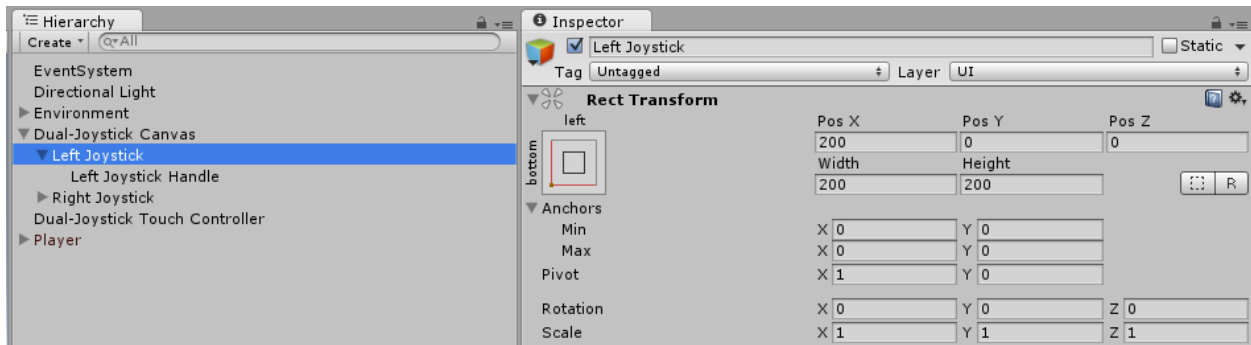 Hierarchy
Create
All
EventSystem
Directional Light
Environment
Dual-Joystick Canvas
Left Joystick
Left Joystick Handle
Right Joystick
Dual-Joystick Touch Controller
Player
Inspector
Left Joystick Static
Tag Untagged Layer UI
Rect Transform
left
bottom
Pos X Pos Y Pos Z
200 0 0
Width Height
200 200 R
Anchors
Min X 0 Y 0
Max X 0 Y 0
Pivot X 1 Y 0
Rotation X 0 Y 0 Z 0
Scale X 1 Y 1 Z 1